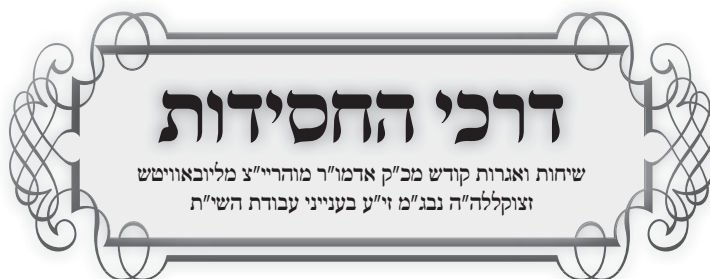 דרכי החסידות
שיחות ואגרות קודש מכ"ק אדמו"ר מוהריי"צ מליובאוויטש
זצוקללה"ה נבג"מ זי"ע בענייני עבודת השי"ת